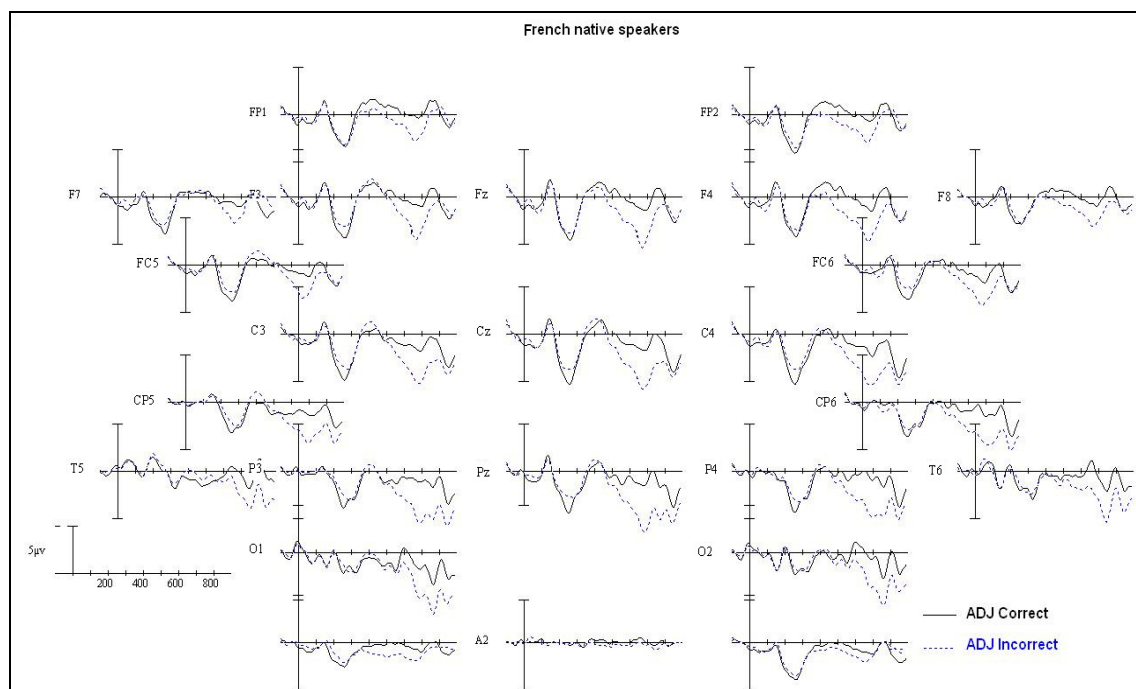 French native speakers
FP1
FP2
F7
F3
Fz
F4
F8
FC5
FC6
C3
Cz
C4
CP5
CP6
T5
P3
Pz
P4
T6
5μv
200 400 600 800
O1
O2
A2
ADJ Correct
ADJ Incorrect